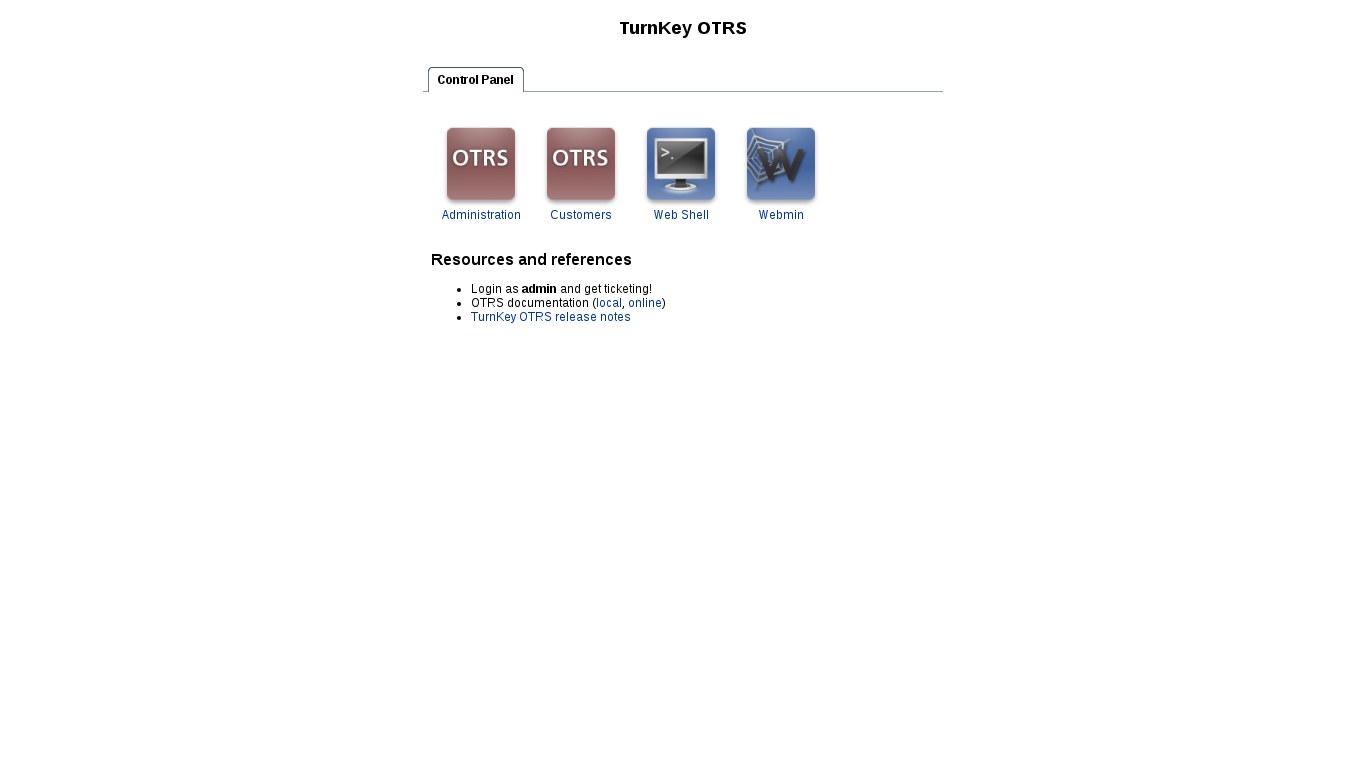 TurnKey OTRS
Control Panel
OTRS OTRS >. W
Administration Customers Web Shell Webmin
Resources and references
Login as admin and get ticketing!
OTRS documentation (local, online)
TurnKey OTRS release notes